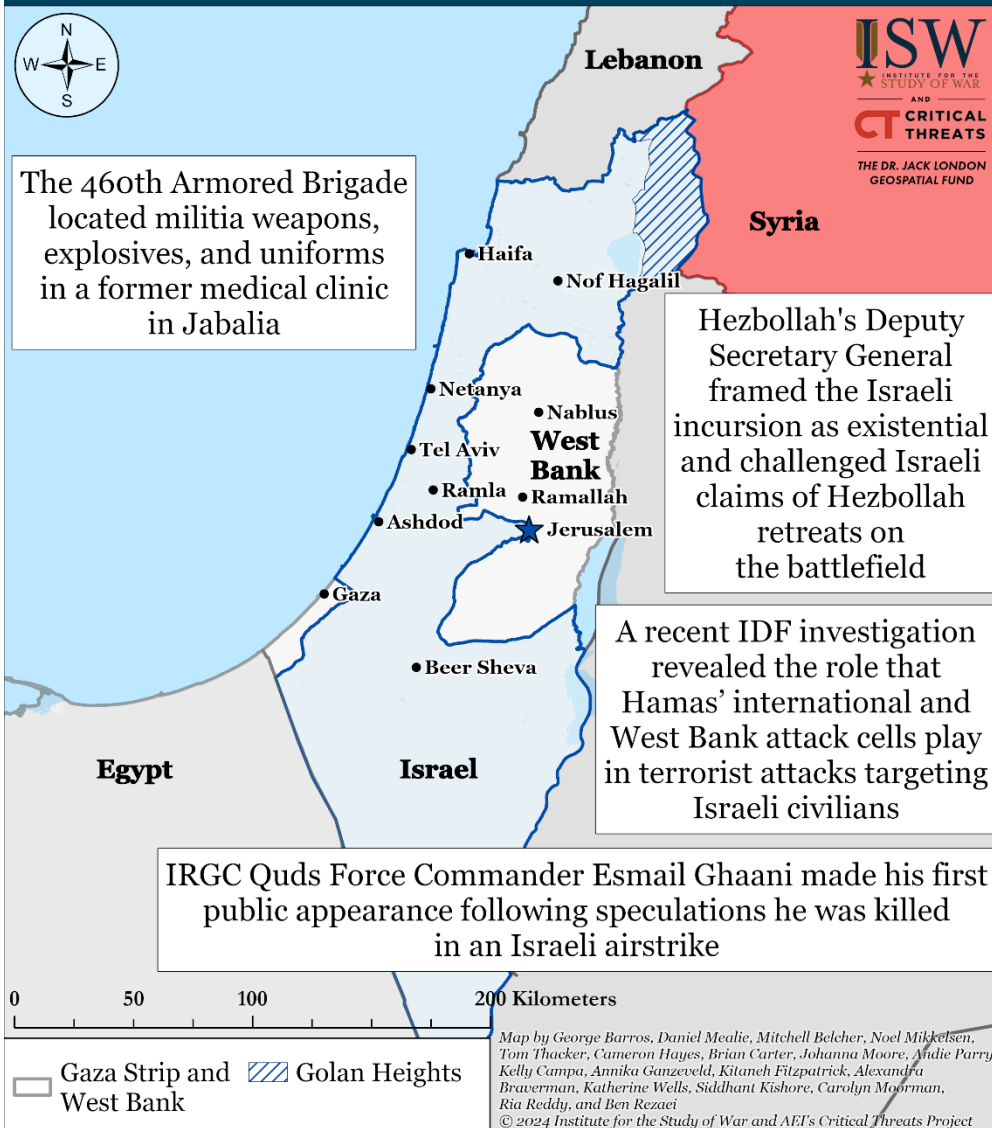 N
W
E
S
Lebanon
ISW
INSTITUTE FOR THE
STUDY OF WAR
AND
CT CRITICAL
THREATS
THE DR. JACK LONDON
GEOSPATIAL FUND
The 460th Armored Brigade
located militia weapons,
explosives, and uniforms
in a former medical clinic
in Jabalia
Syria
Haifa
Nof Hagalil
Hezbollah's Deputy
Secretary General
framed the Israeli
incursion as existential
and challenged Israeli
claims of Hezbollah
retreats on
the battlefield
Netanya
Nablus
West
Bank
Tel Aviv
Ramla
Ramallah
Ashdod
Jerusalem
Gaza
Beer Sheva
A recent IDF investigation
revealed the role that
Hamas’ international and
West Bank attack cells play
in terrorist attacks targeting
Israeli civilians
Egypt
Israel
IRGC Quds Force Commander Esmail Ghaani made his first
public appearance following speculations he was killed
in an Israeli airstrike
0 50 100 200 Kilometers
Gaza Strip and
West Bank
Golan Heights
Map by George Barros, Daniel Mealie, Mitchell Belcher, Noel Mikkelsen,
Tom Thacker, Cameron Hayes, Brian Carter, Johanna Moore, Andie Parry,
Kelly Campa, Annika Ganzeveld, Kitaneh Fitzpatrick, Alexandra
Braverman, Katherine Wells, Siddhant Kishore, Carolyn Moorman,
Ria Reddy, and Ben Rezaei
© 2024 Institute for the Study of War and AEI's Critical Threats Project